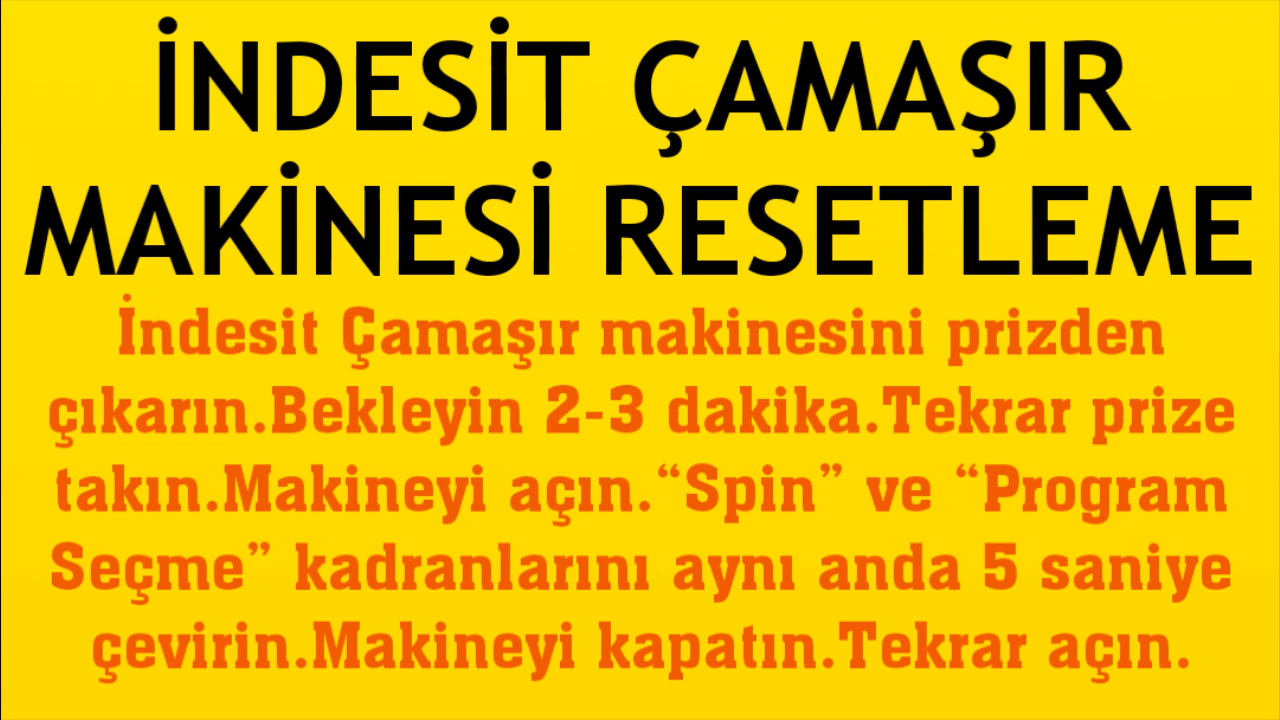 İNDESİT ÇAMAŞIR
MAKİNESİ RESETLEME
İndesit Çamaşır makinesini prizden
çıkarın.Bekleyin 2-3 dakika.Tekrar prize
takın.Makineyi açın.“Spin” ve “Program
Seçme” kadranlarını aynı anda 5 saniye
çevirin.Makineyi kapatın.Tekrar açın.